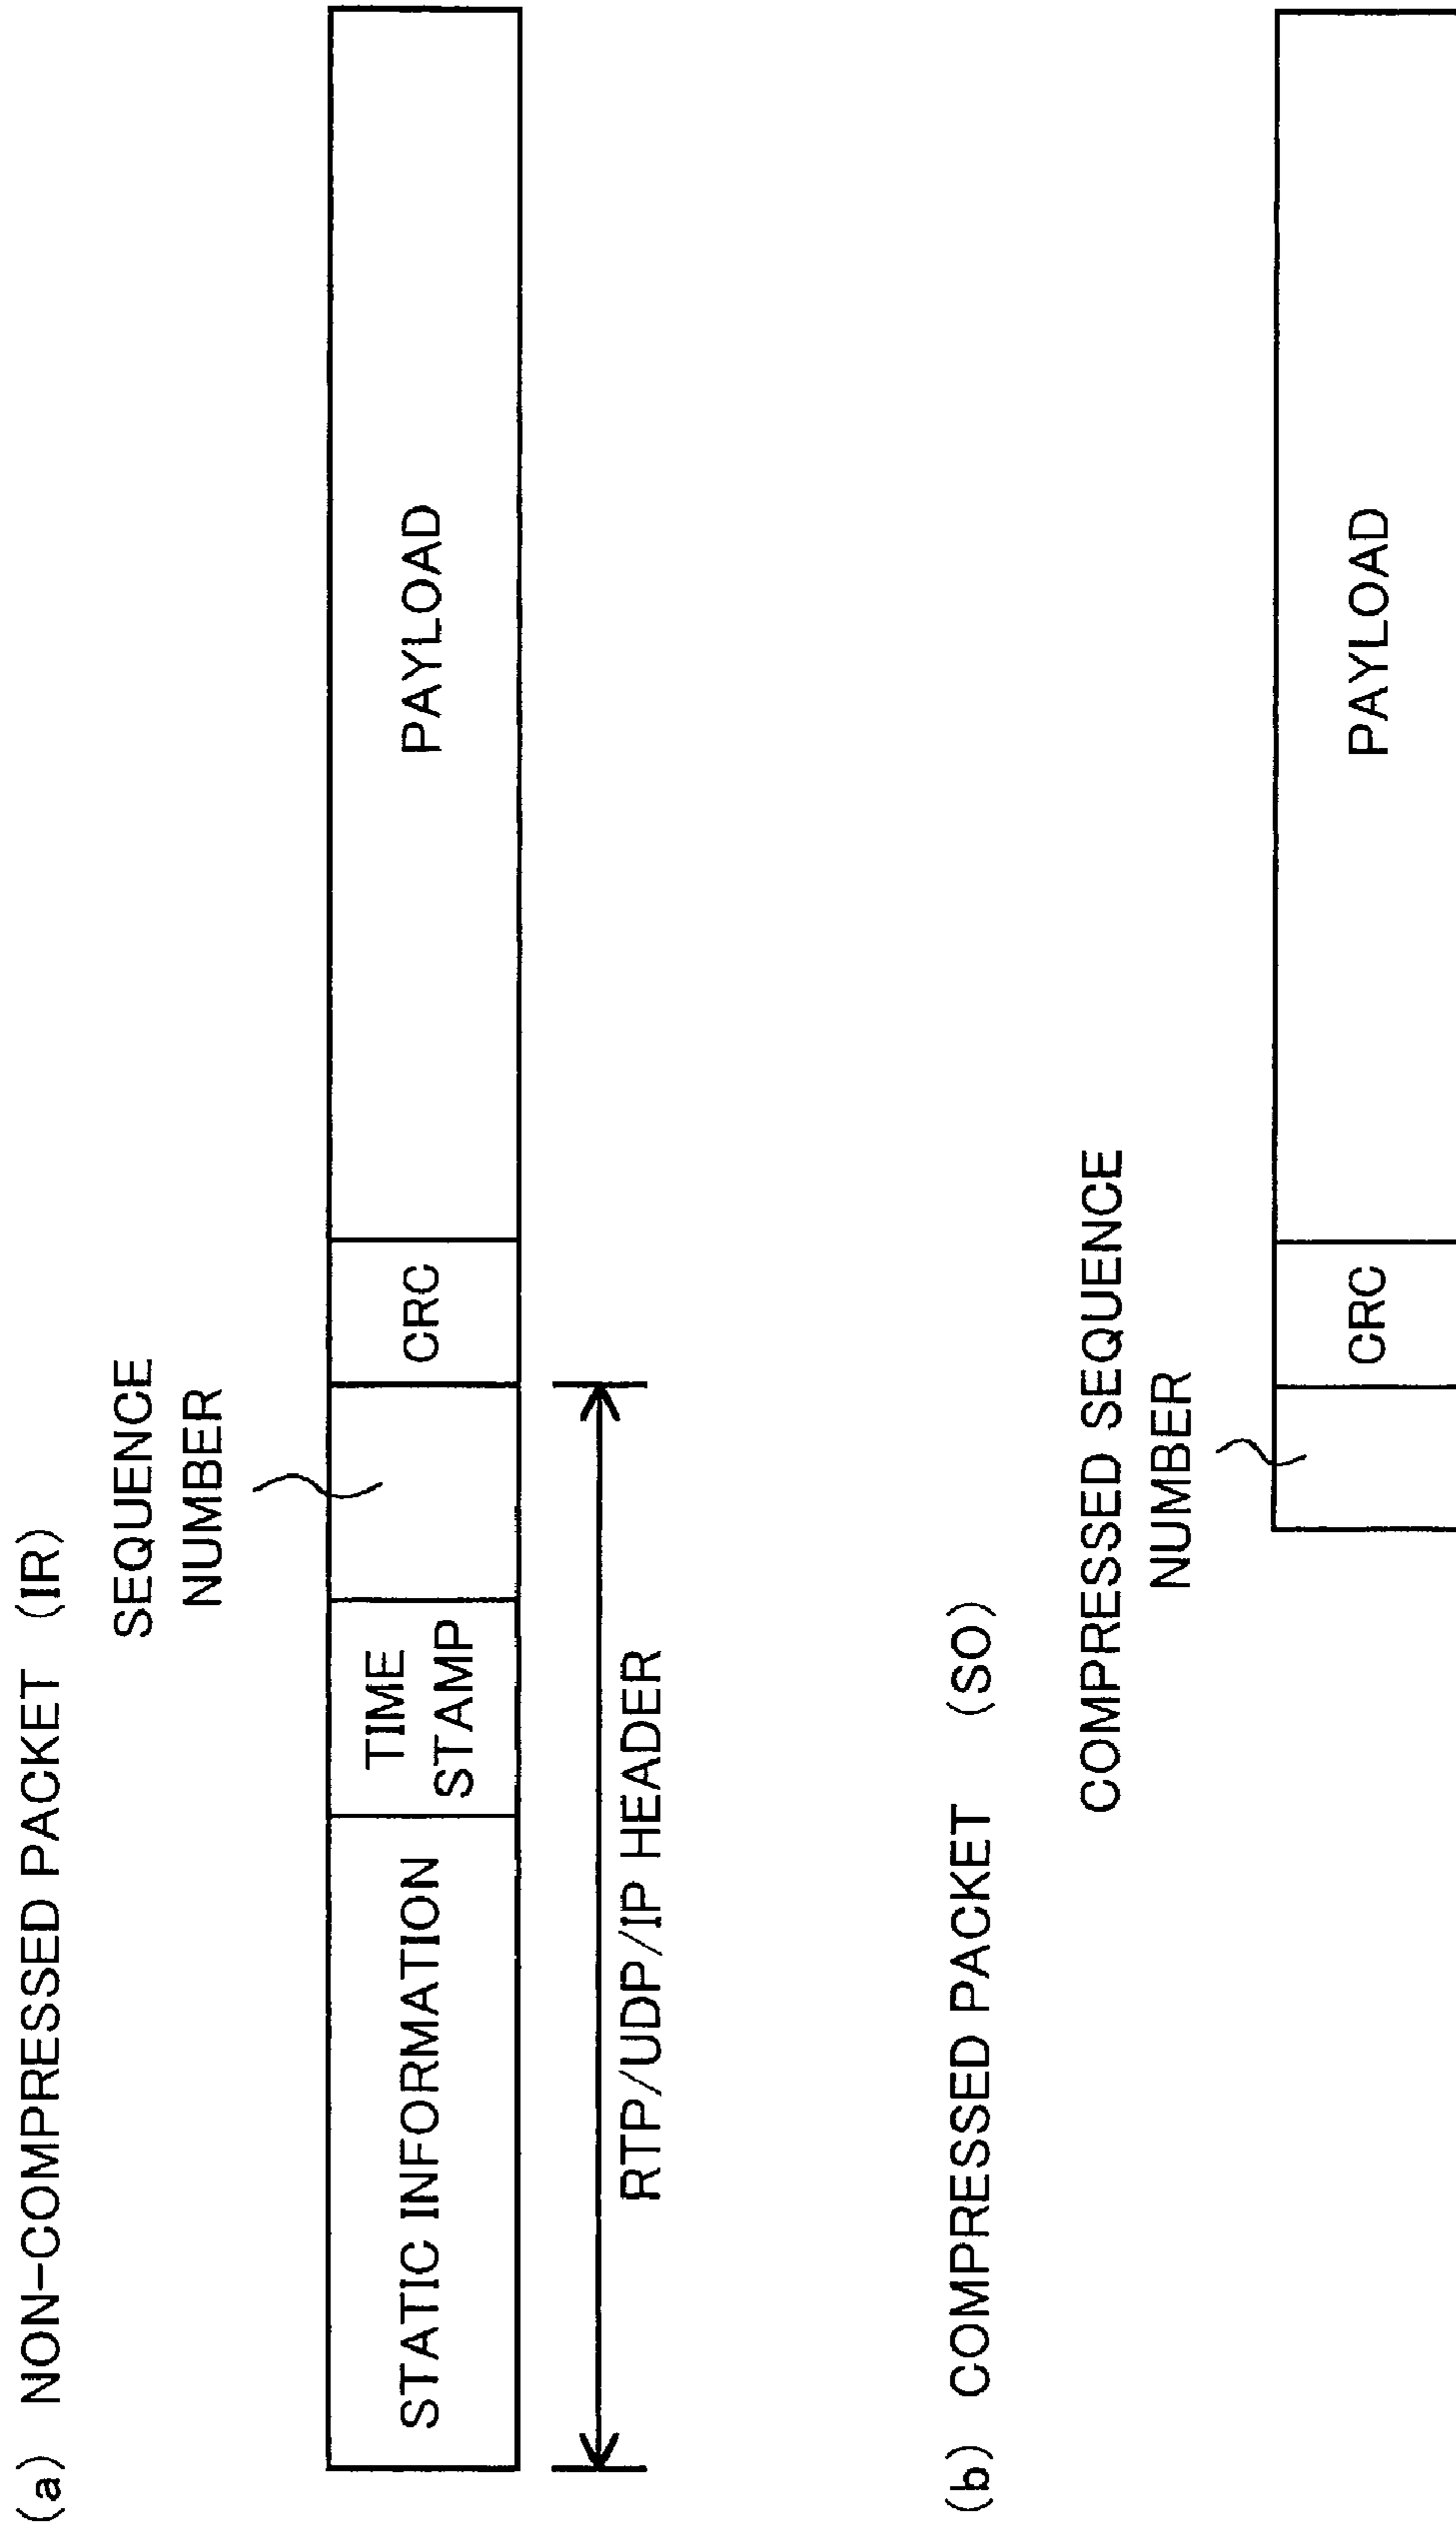 (a) NON-COMPRESSED PACKET (IR)
SEQUENCE
NUMBER
STATIC INFORMATION
TIME
STAMP
CRC
PAYLOAD
RTP/UDP/IP HEADER
(b) COMPRESSED PACKET (SO)
COMPRESSED SEQUENCE
NUMBER
CRC
PAYLOAD